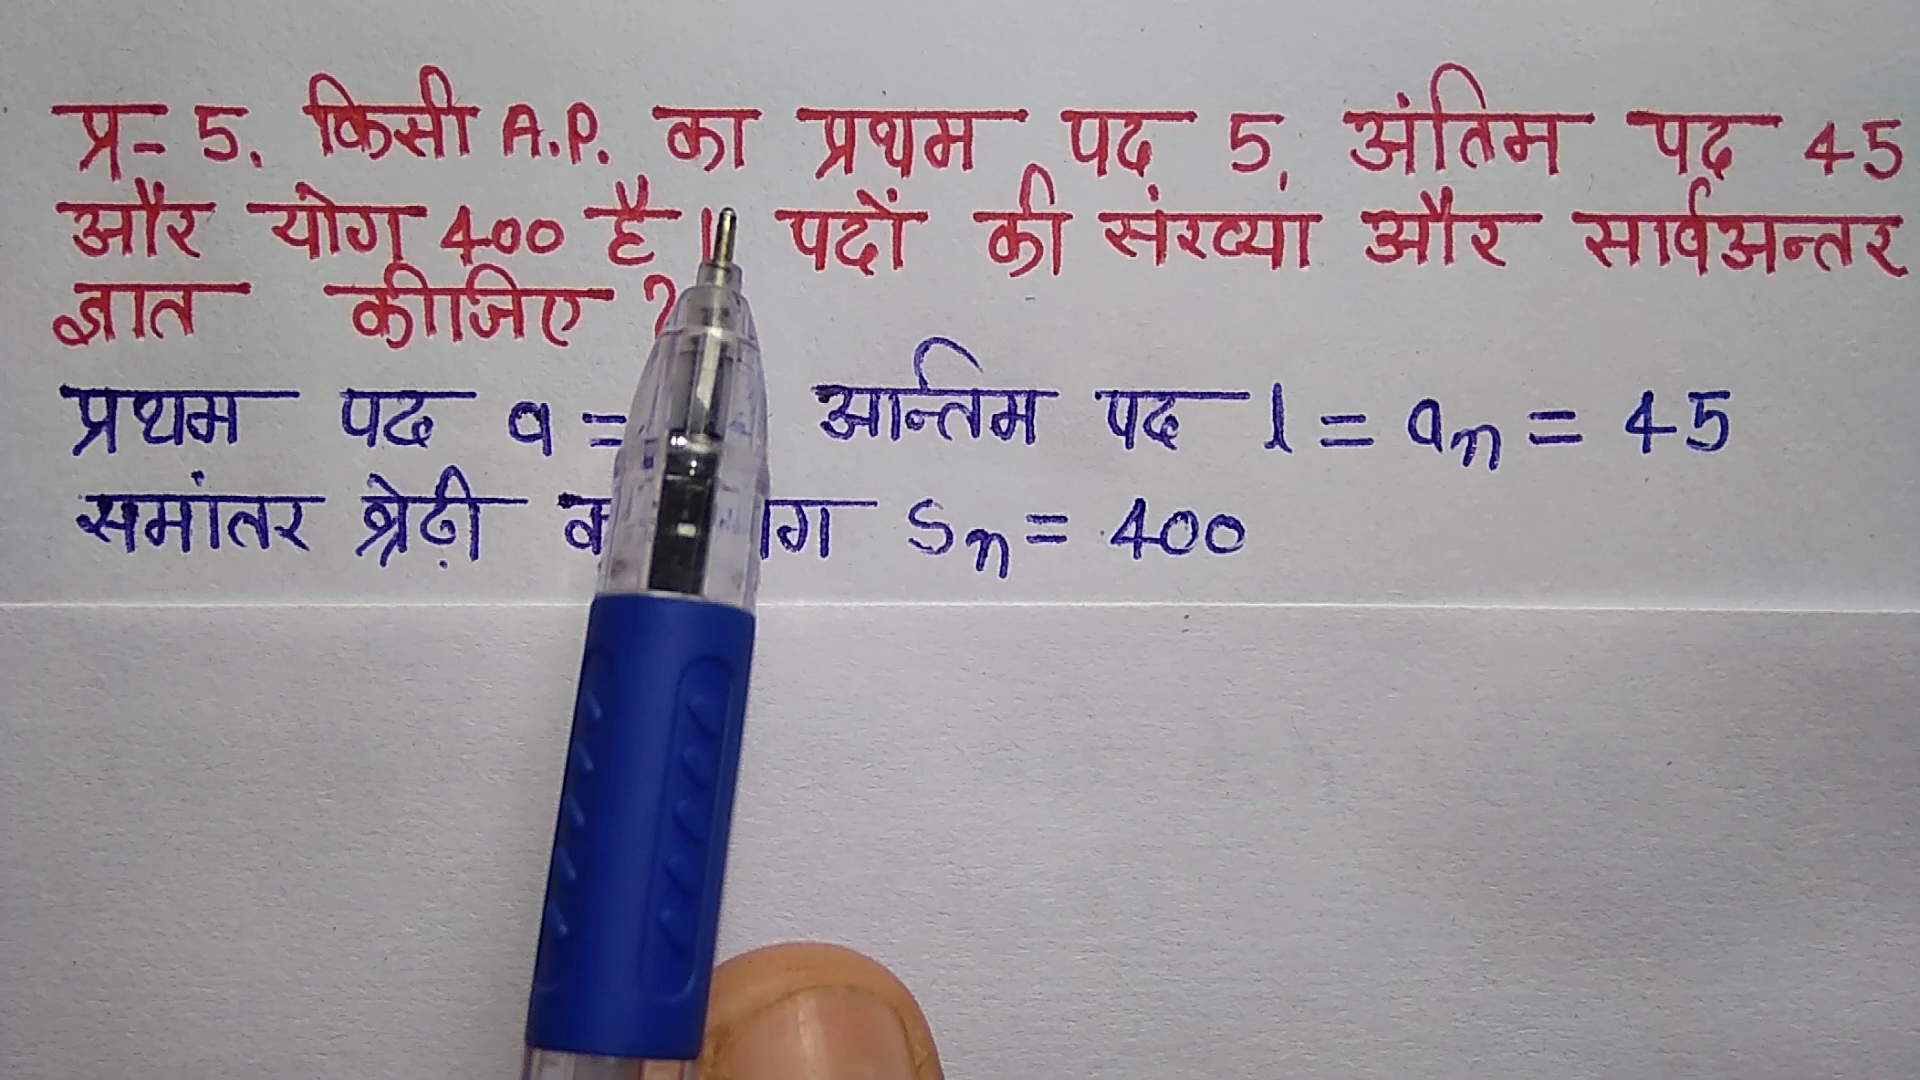 प्र- 5. किसी A.P. का प्रथम पद 5, अंतिम पद 45
और योग 400 है। पदों की संख्या और सार्वअन्तर
ज्ञात कीजिए ?
प्रथम पद a = अन्तिम पद l = an = 45
समांतर श्रेढ़ी Sn = 400